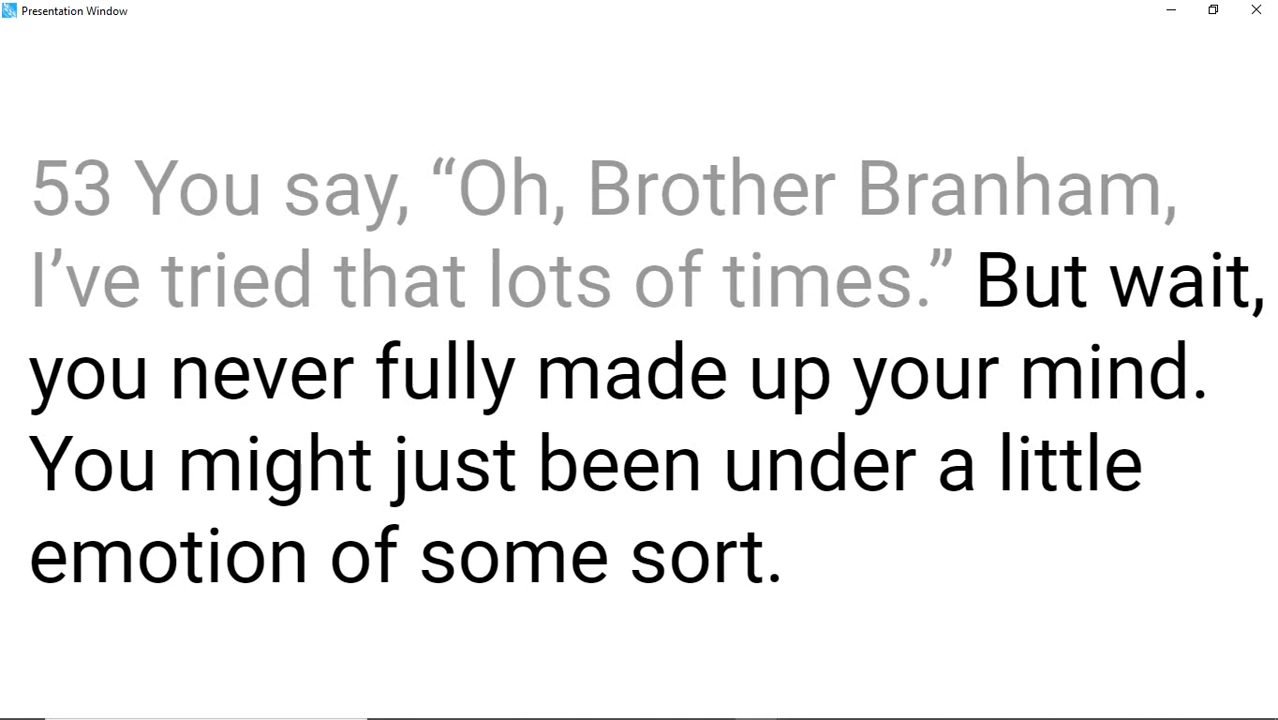 Presentation Window
53 You say, “Oh, Brother Branham,
I’ve tried that lots of times.” But wait,
you never fully made up your mind.
You might just been under a little
emotion of some sort.